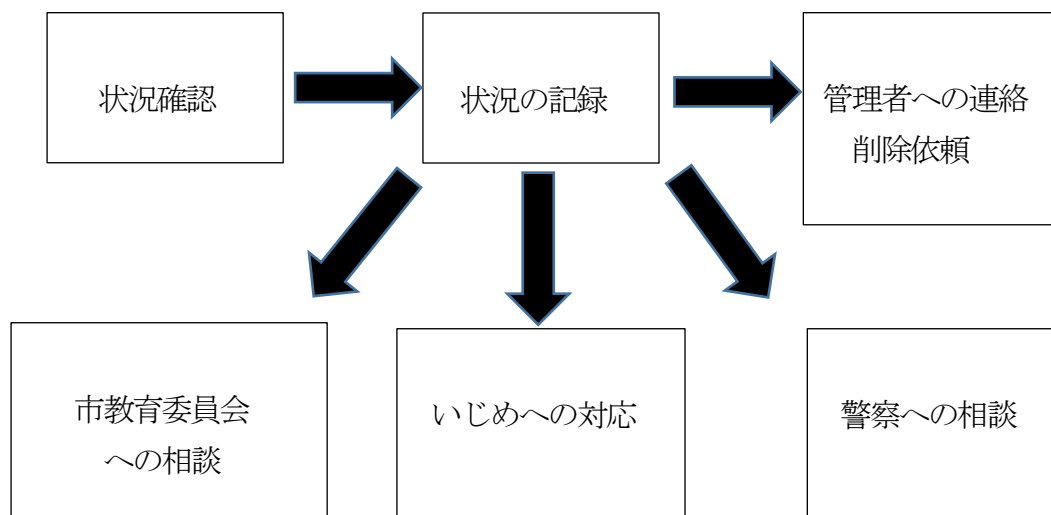 状況確認
状況の記録
管理者への連絡
削除依頼
市教育委員会
への相談
いじめへの対応
警察への相談